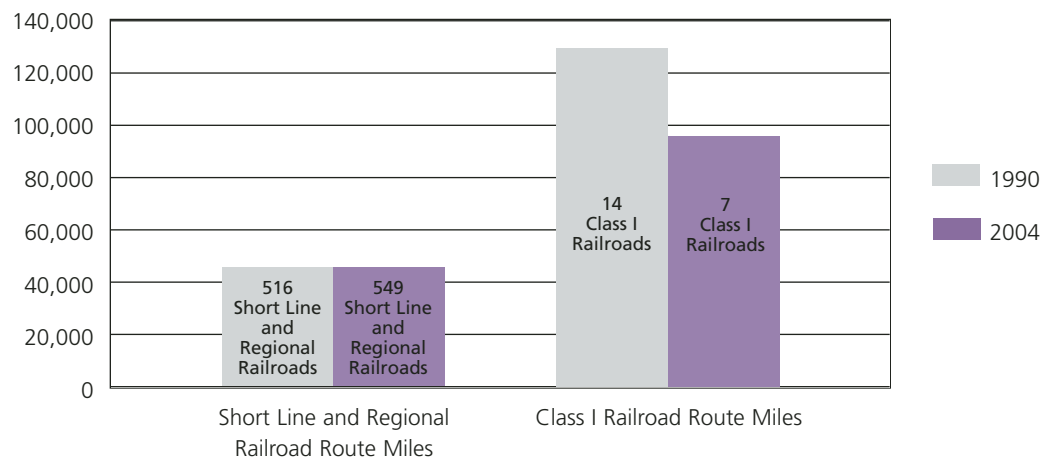 140,000
120,000
100,000
80,000
60,000
40,000
20,000
0
516
Short Line
and
Regional
Railroads
549
Short Line
and
Regional
Railroads
14
Class I
Railroads
7
Class I
Railroads
Short Line and Regional
Railroad Route Miles
Class I Railroad Route Miles
1990
2004